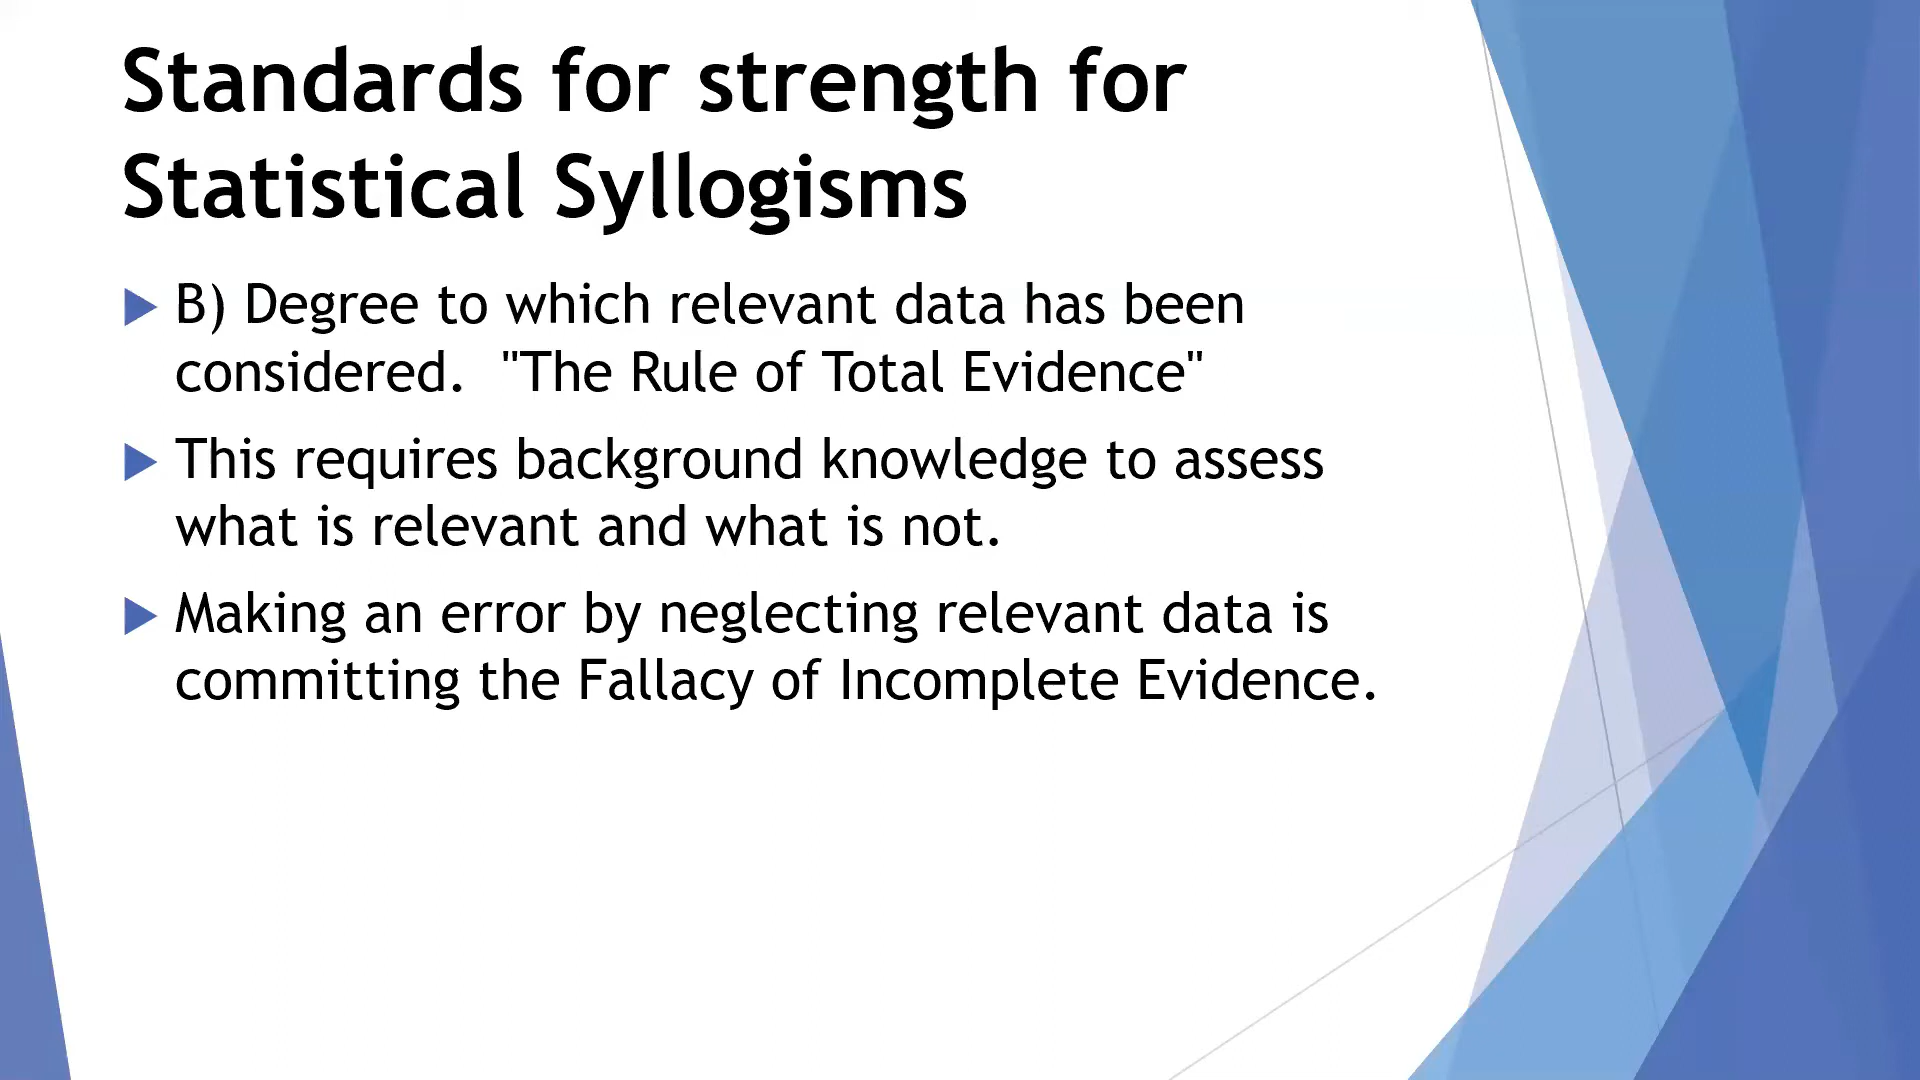 Standards for strength for
Statistical Syllogisms
B) Degree to which relevant data has been
considered.  "The Rule of Total Evidence"
This requires background knowledge to assess
what is relevant and what is not.
Making an error by neglecting relevant data is
committing the Fallacy of Incomplete Evidence.